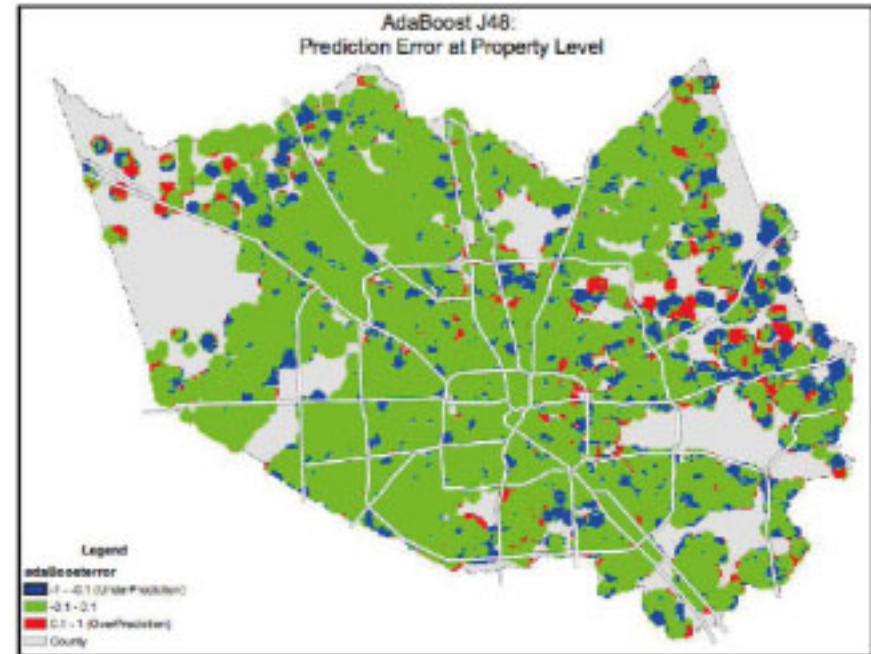 AdaBoost J48:
Prediction Error at Property Level
Legend
adaBoosterror
-1 - -0.1 (UnderPrediction)
-0.1 - 0.1
0.1 - 1 (OverPrediction)
County